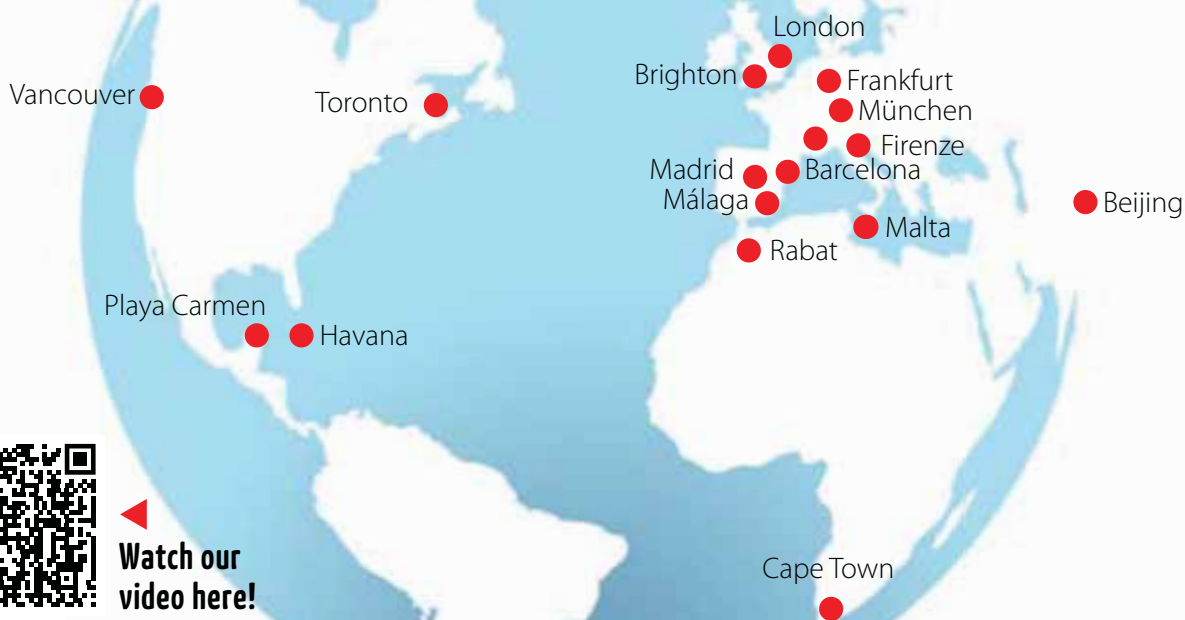 London
Brighton
Frankfurt
Vancouver
Toronto
München
Firenze
Madrid
Barcelona
Málaga
Beijing
Malta
Rabat
Playa Carmen
Havana
Watch our
video here!
Cape Town